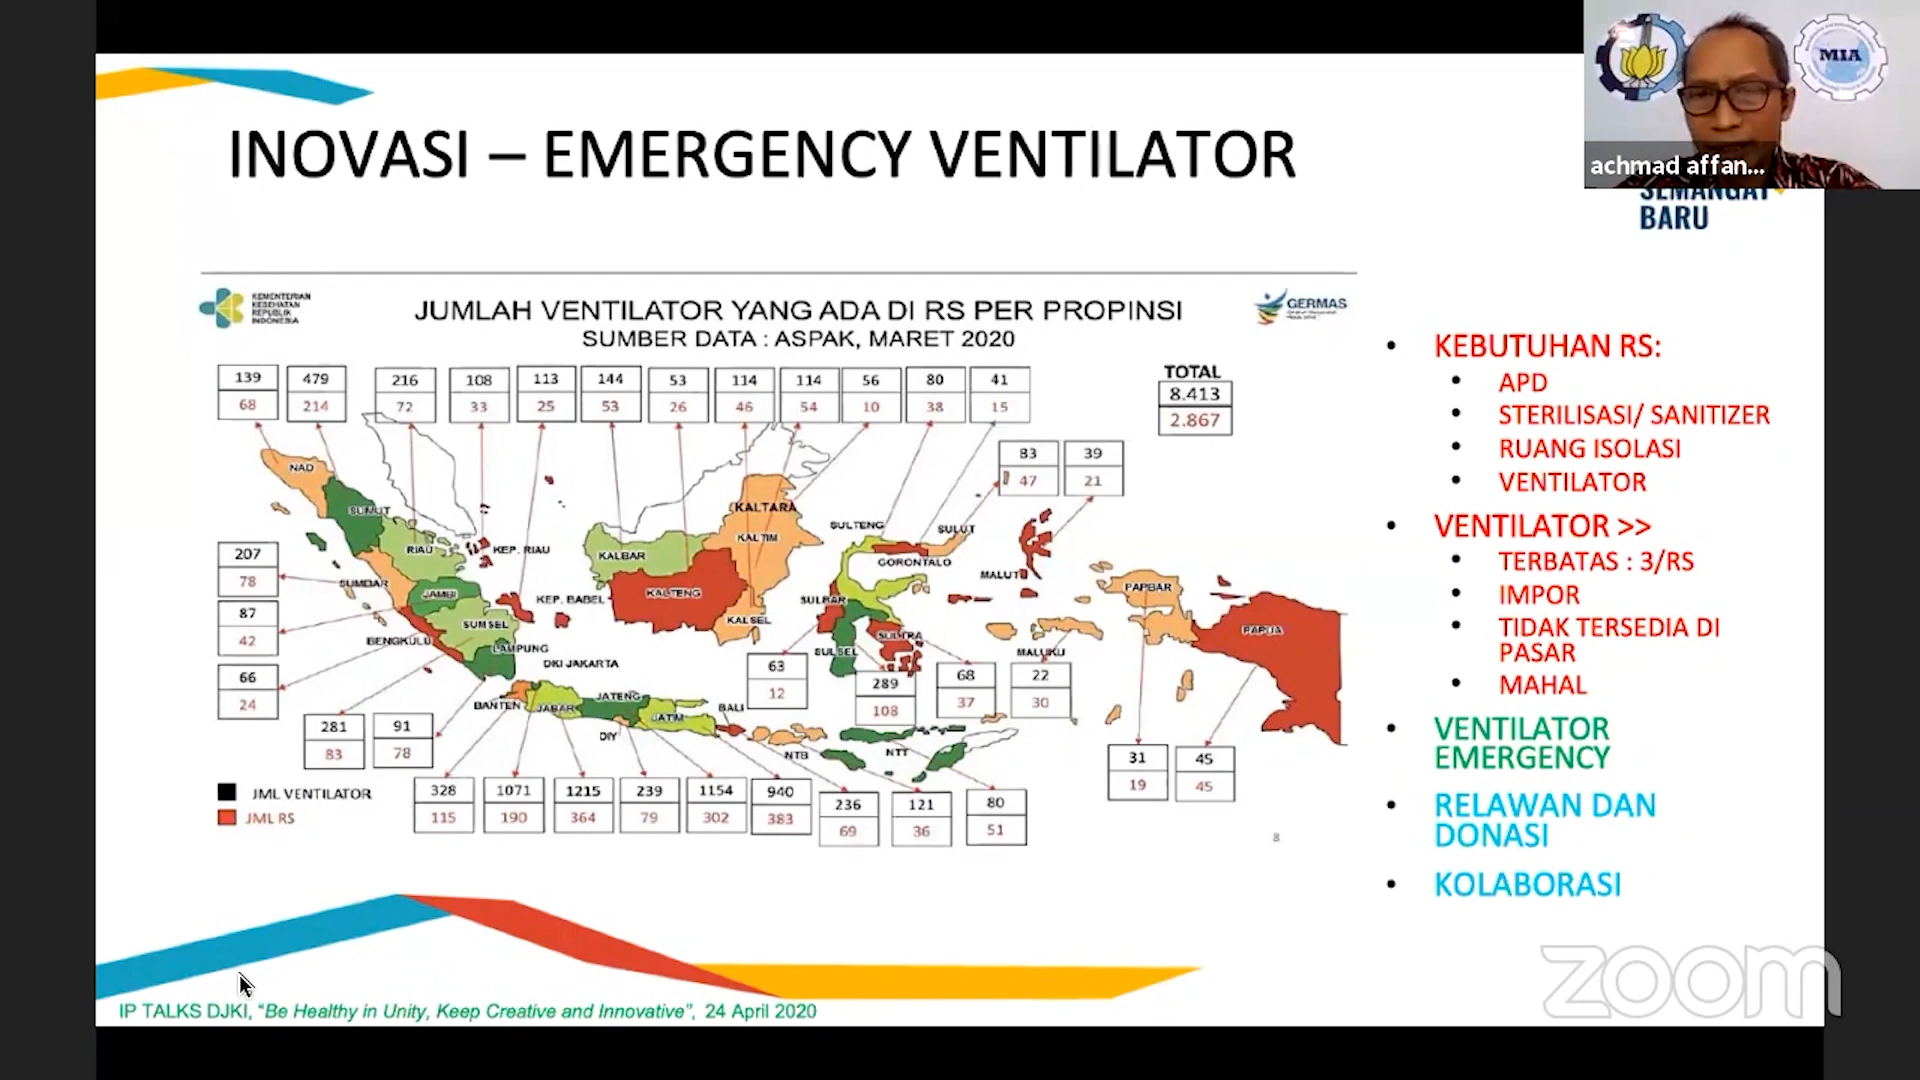 INOVASI – EMERGENCY VENTILATOR
MIA
achmad affan...
SEMANGAT
BARU
KEMENTERIAN
KESEHATAN
REPUBLIK
INDONESIA
JUMLAH VENTILATOR YANG ADA DI RS PER PROPINSI
SUMBER DATA : ASPAK, MARET 2020
GERMAS
139 479 216 108 113 144 53 114 114 56 80 41
68 214 72 33 25 53 26 46 54 10 38 15
TOTAL
8.413
2.867
83 39
47 21
NAD
SUMUT
RIAU
KEP. RIAU
SUMBAR
JAMBI
KEP. BABEL
BENGKULU
SUMSEL
LAMPUNG
DKI JAKARTA
BANTEN
JABAR
JATENG
DIY
JATIM
BALI
NTB
NTT
KALBAR
KALTENG
KALTARA
KALTIM
KALSEL
SULTENG
SULUT
GORONTALO
SULBAR
SULSEL
SULTRA
MALUT
MALUKU
PAPBAR
PAPUA
207
78
87
42
66
24
281 91
83 78
63 289 68 22
12 108 37 30
31 45
19 45
328 1071 1215 239 1154 940 236 121 80
115 190 364 79 302 383 69 36 51
JML VENTILATOR
JML RS
8
• KEBUTUHAN RS:
• APD
• STERILISASI/ SANITIZER
• RUANG ISOLASI
• VENTILATOR
• VENTILATOR >>
• TERBATAS : 3/RS
• IMPOR
• TIDAK TERSEDIA DI
PASAR
• MAHAL
• VENTILATOR
EMERGENCY
• RELAWAN DAN
DONASI
• KOLABORASI
zoom
IP TALKS DJKI, "Be Healthy in Unity, Keep Creative and Innovative", 24 April 2020